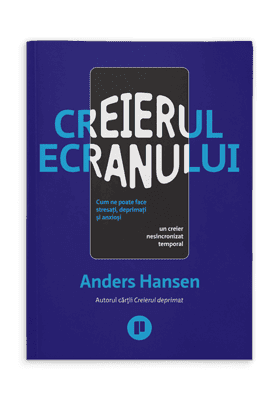 CREIERUL
ECRANULUI
Cum ne poate face
stresați, deprimați
și anxioși
un creier
nesincronizat
temporal
Anders Hansen
Autorul cărții Creierul deprimat